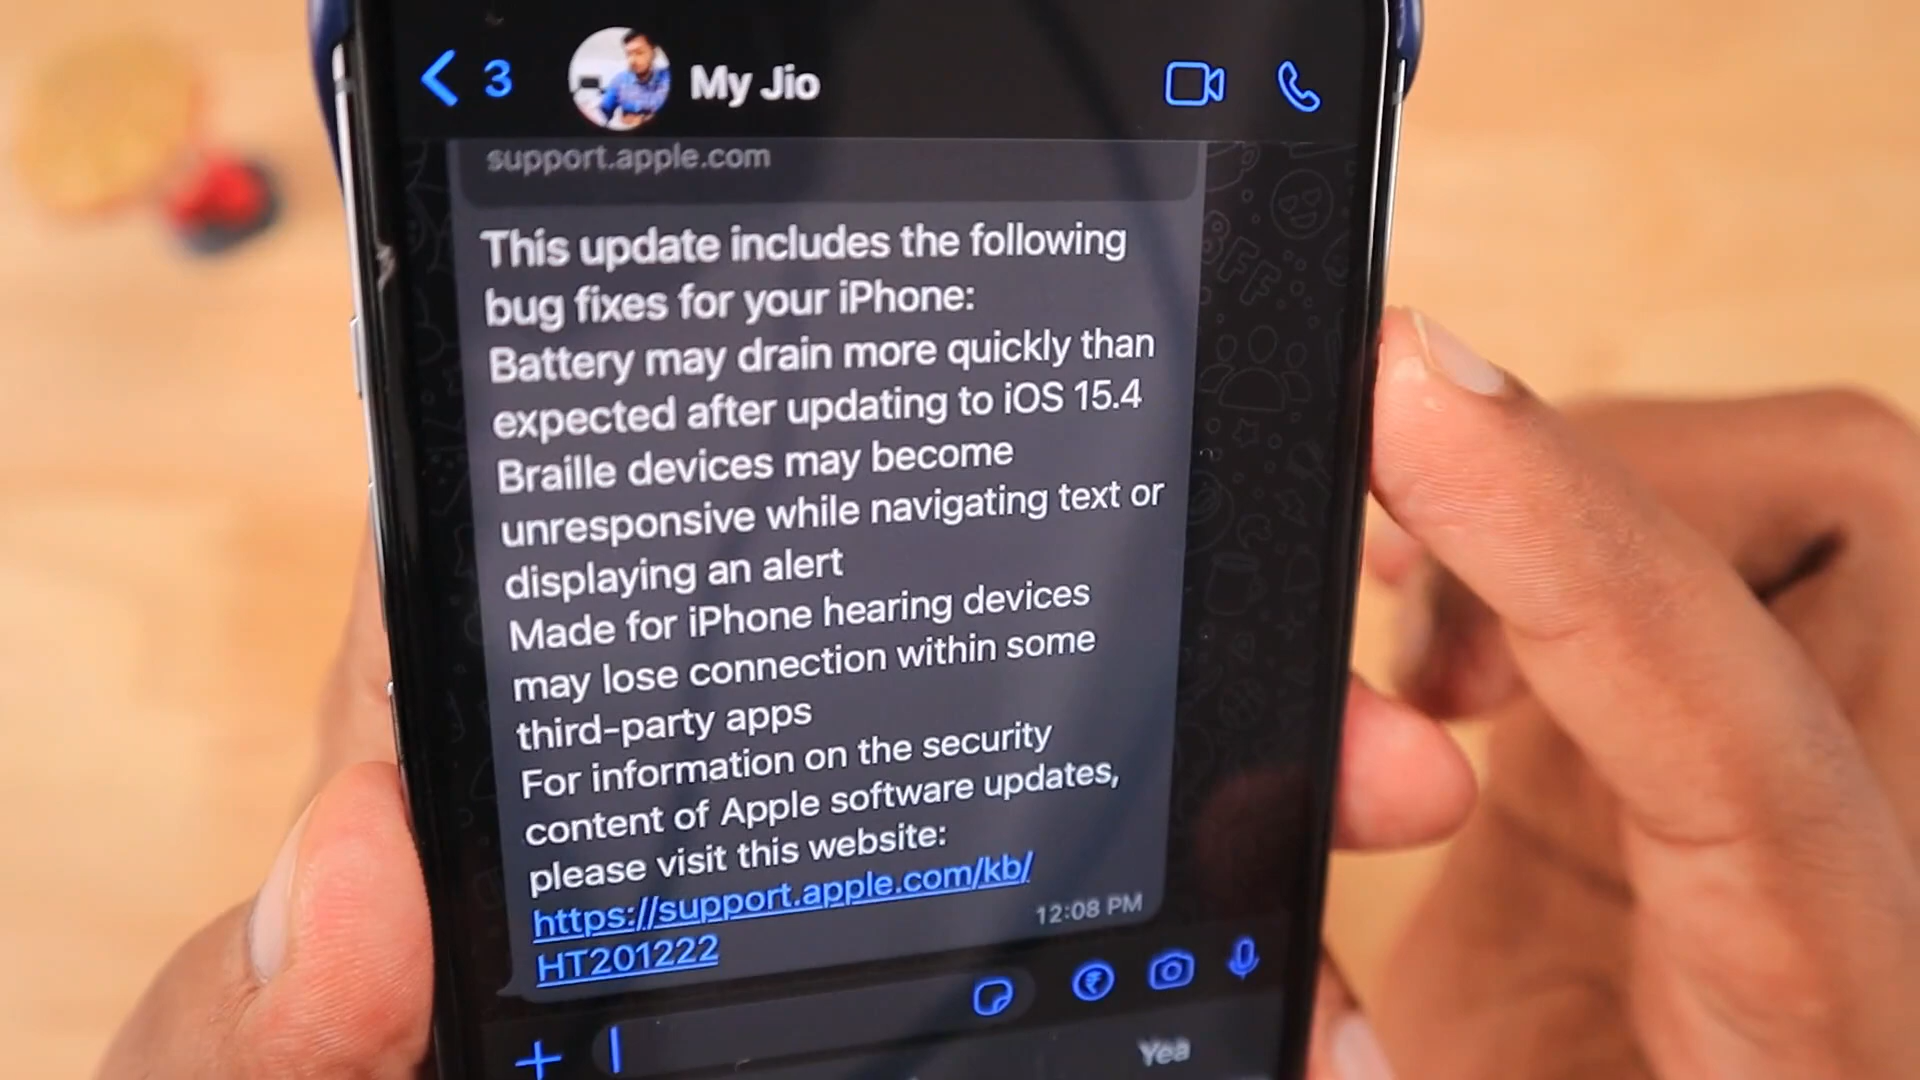 3
My Jio
support.apple.com
This update includes the following
bug fixes for your iPhone:
Battery may drain more quickly than
expected after updating to iOS 15.4
Braille devices may become
unresponsive while navigating text or
displaying an alert
Made for iPhone hearing devices
may lose connection within some
third-party apps
For information on the security
content of Apple software updates,
please visit this website:
https://support.apple.com/kb/
HT201222
12:08 PM
Yea
BFF